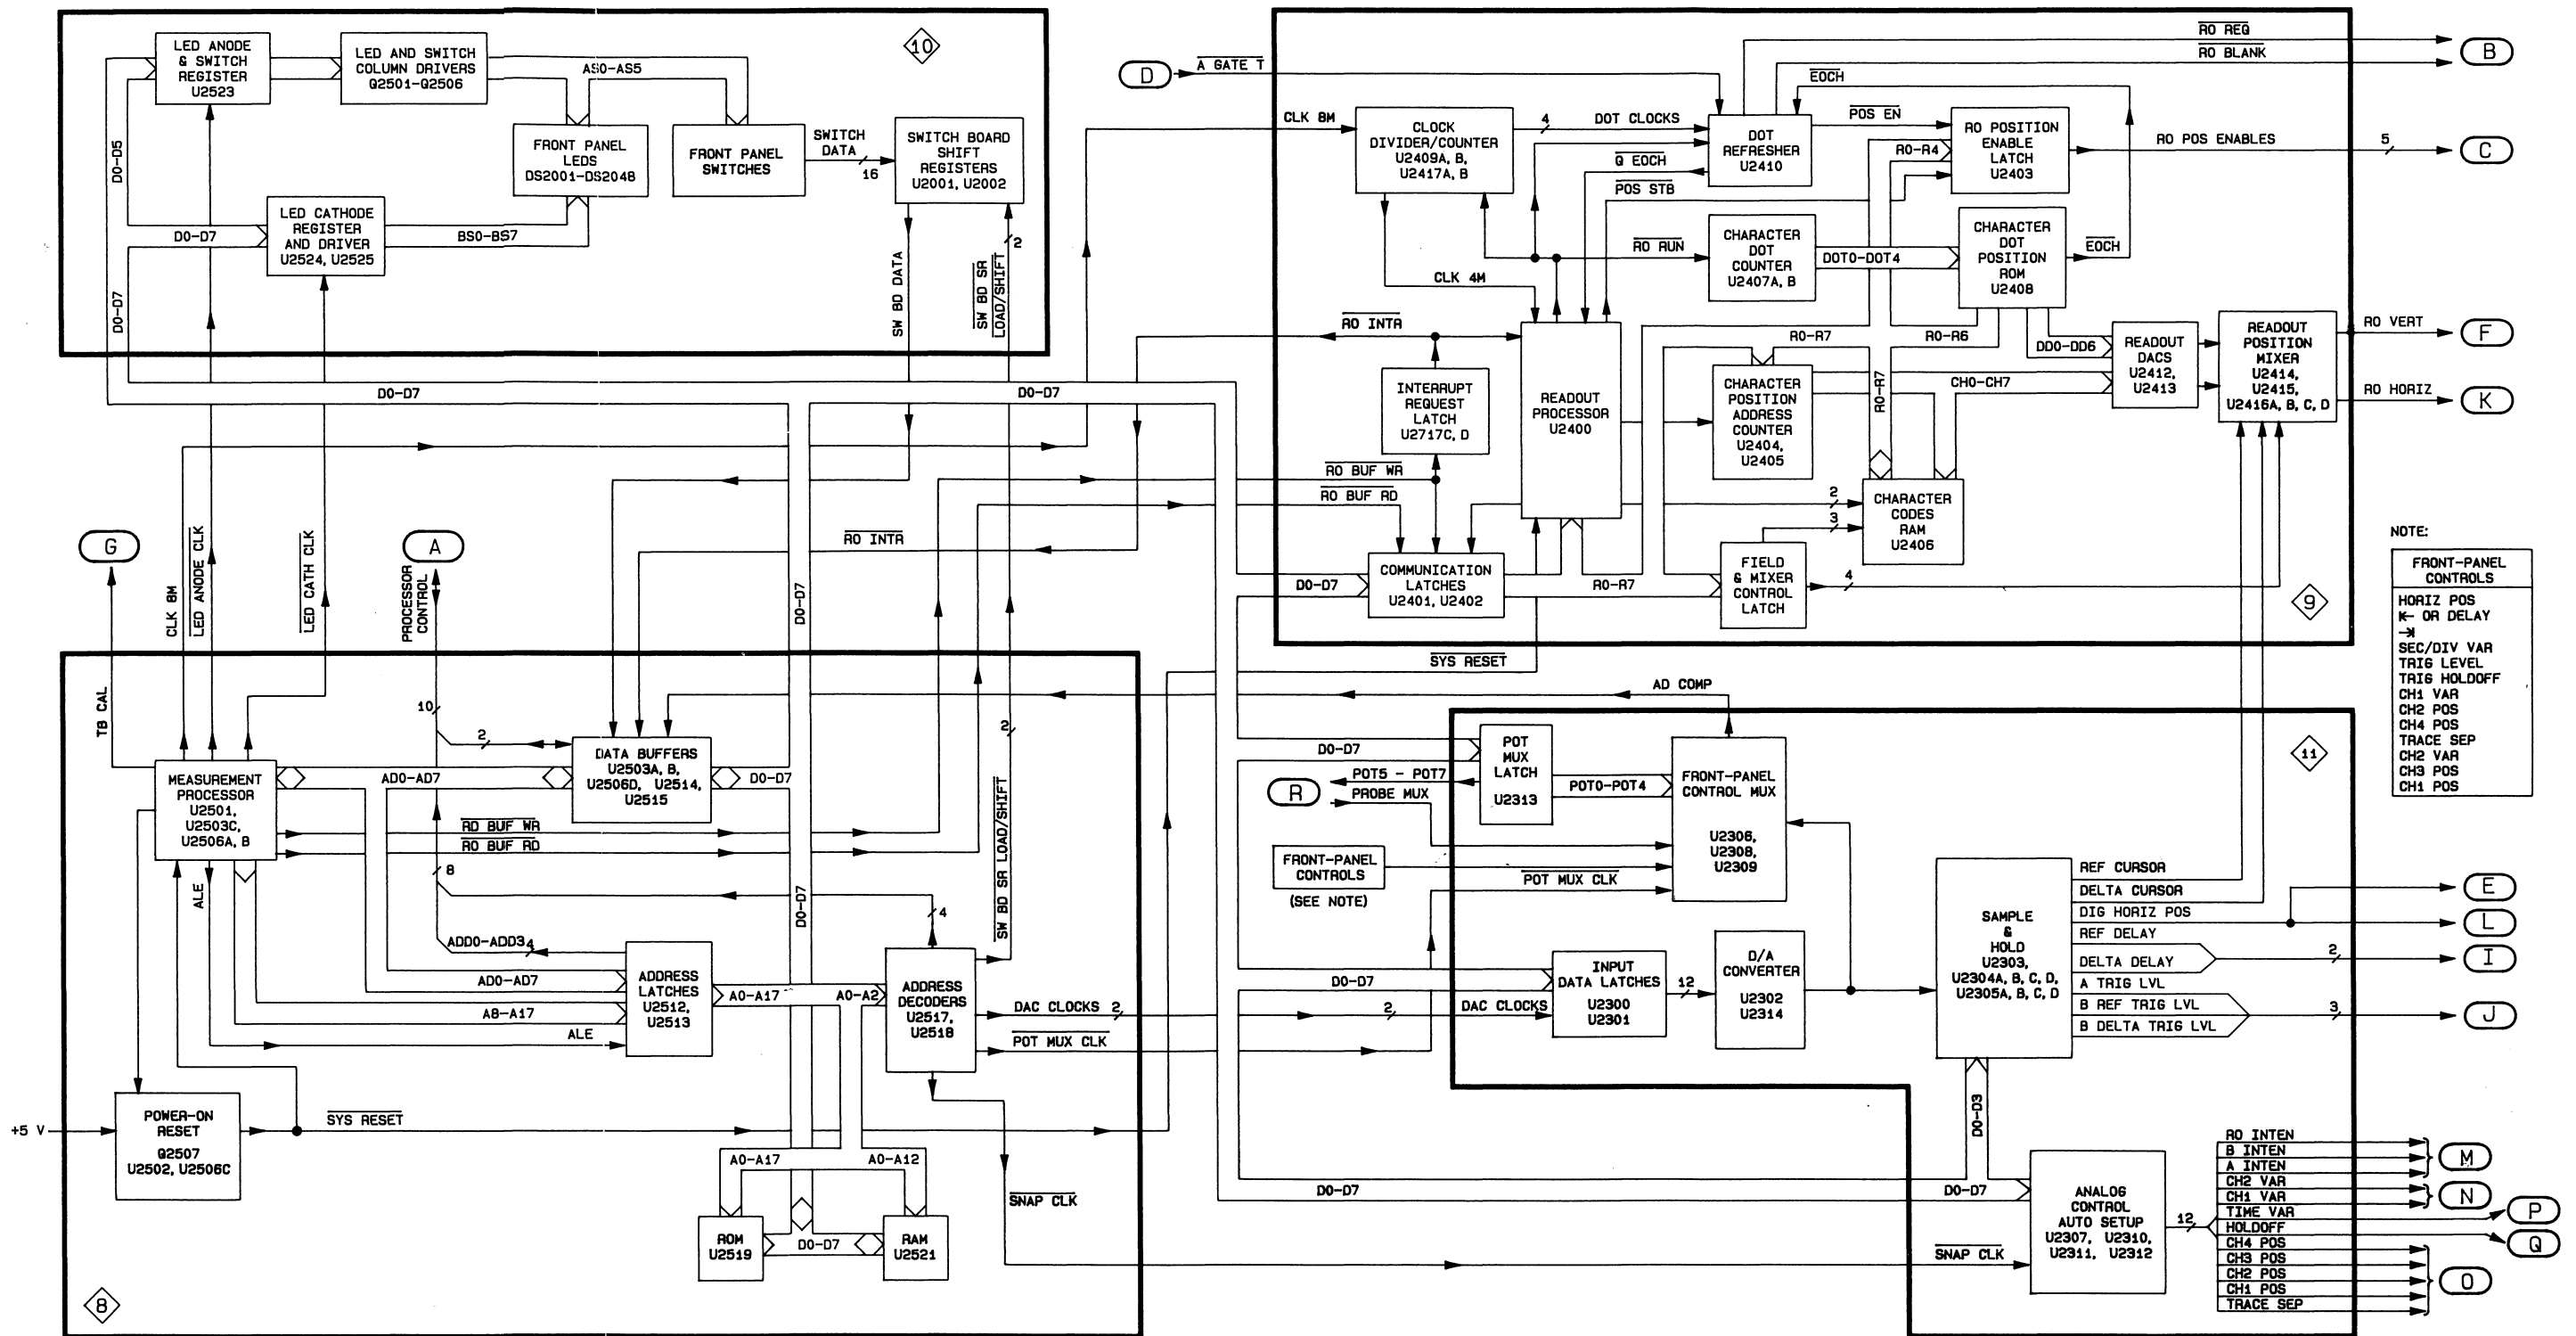 10
LED ANODE
& SWITCH
REGISTER
U2523
LED AND SWITCH
COLUMN DRIVERS
Q2501-Q2506
AS0-AS5
D0-D5
FRONT PANEL
LEDS
DS2001-DS2048
FRONT PANEL
SWITCHES
SWITCH
DATA
16
SWITCH BOARD
SHIFT
REGISTERS
U2001, U2002
LED CATHODE
REGISTER
AND DRIVER
U2524, U2525
D0-D7
BS0-BS7
D0-D7
SW BD DATA
SW BD SR
LOAD/SHIFT
2
D0-D7
D0-D7
D
A GATE T
CLK 8M
CLOCK
DIVIDER/COUNTER
U2409A, B,
U2417A, B
4
DOT CLOCKS
DOT
REFRESHER
U2410
RO REQ
RO BLANK
B
EOCH
POS EN
RO POSITION
ENABLE
LATCH
U2403
R0-R4
RO POS ENABLES
5
C
Q EOCH
POS STB
RO RUN
CHARACTER
DOT
COUNTER
U2407A, B
DOT0-DOT4
CHARACTER
DOT
POSITION
ROM
U2408
EOCH
CLK 4M
RO INTR
INTERRUPT
REQUEST
LATCH
U2717C, D
READOUT
PROCESSOR
U2400
R0-R7
R0-R6
DD0-DD6
READOUT
DACS
U2412,
U2413
READOUT
POSITION
MIXER
U2414,
U2415,
U2416A, B, C, D
RO VERT
F
RO HORIZ
K
CHARACTER
POSITION
ADDRESS
COUNTER
U2404,
U2405
R0-R7
CH0-CH7
RO BUF WR
RO BUF RD
2
3
CHARACTER
CODES
RAM
U2406
D0-D7
COMMUNICATION
LATCHES
U2401, U2402
R0-R7
FIELD
& MIXER
CONTROL
LATCH
4
9
NOTE:
FRONT-PANEL
CONTROLS
HORIZ POS
|← OR DELAY
→|
SEC/DIV VAR
TRIG LEVEL
TRIG HOLDOFF
CH1 VAR
CH2 POS
CH4 POS
TRACE SEP
CH2 VAR
CH3 POS
CH1 POS
G
A
CLK 8M
LED ANODE CLK
LED CATH CLK
PROCESSOR
CONTROL
RO INTR
D0-D7
SYS RESET
AD COMP
TB CAL
10
2
MEASUREMENT
PROCESSOR
U2501,
U2503C,
U2506A, B
AD0-AD7
DATA BUFFERS
U2503A, B,
U2506D, U2514,
U2515
D0-D7
RD BUF WR
RO BUF RD
8
ALE
ADD0-ADD3
4
4
SW BD SR LOAD/SHIFT
2
D0-D7
AD0-AD7
A8-A17
ALE
ADDRESS
LATCHES
U2512,
U2513
A0-A17
A0-A2
ADDRESS
DECODERS
U2517,
U2518
DAC CLOCKS
2
POT MUX CLK
+5 V
POWER-ON
RESET
Q2507
U2502, U2506C
SYS RESET
A0-A17
A0-A12
SNAP CLK
ROM
U2519
D0-D7
RAM
U2521
8
D0-D7
POT
MUX
LATCH
U2313
R
POT5 - POT7
PROBE MUX
POT0-POT4
FRONT-PANEL
CONTROL MUX
U2306,
U2308,
U2309
11
FRONT-PANEL
CONTROLS
(SEE NOTE)
POT MUX CLK
D0-D7
2
DAC CLOCKS
INPUT
DATA LATCHES
U2300
U2301
12
D/A
CONVERTER
U2302
U2314
SAMPLE
&
HOLD
U2303,
U2304A, B, C, D,
U2305A, B, C, D
REF CURSOR
DELTA CURSOR
DIG HORIZ POS
REF DELAY
DELTA DELAY
A TRIG LVL
B REF TRIG LVL
B DELTA TRIG LVL
E
L
2
I
3
J
D0-D3
D0-D7
D0-D7
SNAP CLK
ANALOG
CONTROL
AUTO SETUP
U2307, U2310,
U2311, U2312
12
RO INTEN
B INTEN
A INTEN
CH2 VAR
CH1 VAR
TIME VAR
HOLDOFF
CH4 POS
CH3 POS
CH2 POS
CH1 POS
TRACE SEP
M
N
P
Q
O